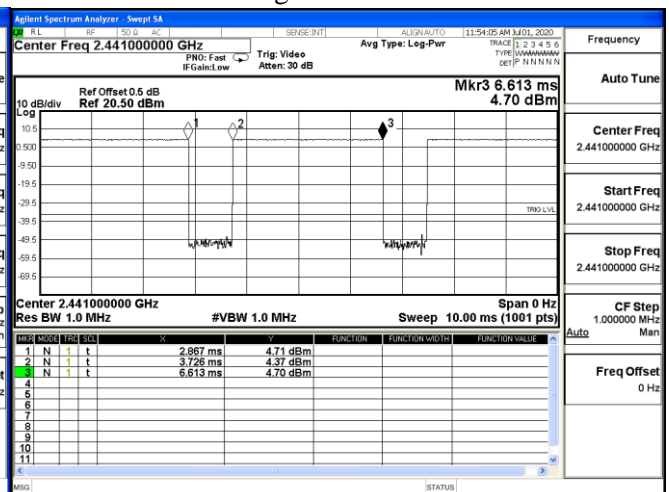 Agilent Spectrum Analyzer - Swept SA
RL RF 50 Ω AC SENSE:INT ALIGN AUTO 11:54:05 AM Jul 01, 2020
Center Freq 2.441000000 GHz
PNO: Fast
IFGain:Low
Trig: Video
Atten: 30 dB
Avg Type: Log-Pwr
TRACE 1 2 3 4 5 6
TYPE WWWWWW
DET P N N N N N
Frequency
Auto Tune
Mkr3 6.613 ms
4.70 dBm
Ref Offset 0.5 dB
10 dB/div Ref 20.50 dBm
Log
10.5
0.500
-9.50
-19.5
-29.5
-39.5
-49.5
-59.5
-69.5
1
2
3
TRIG LVL
Center Freq
2.441000000 GHz
Start Freq
2.441000000 GHz
Stop Freq
2.441000000 GHz
CF Step
1.000000 MHz
Auto Man
Freq Offset
0 Hz
Center 2.441000000 GHz Span 0 Hz
Res BW 1.0 MHz #VBW 1.0 MHz Sweep 10.00 ms (1001 pts)
MKR MODE TRC SCL X Y FUNCTION FUNCTION WIDTH FUNCTION VALUE
1 N 1 t 2.867 ms 4.71 dBm
2 N 1 t 3.726 ms 4.37 dBm
3 N 1 t 6.613 ms 4.70 dBm
4
5
6
7
8
9
10
11
MSG STATUS